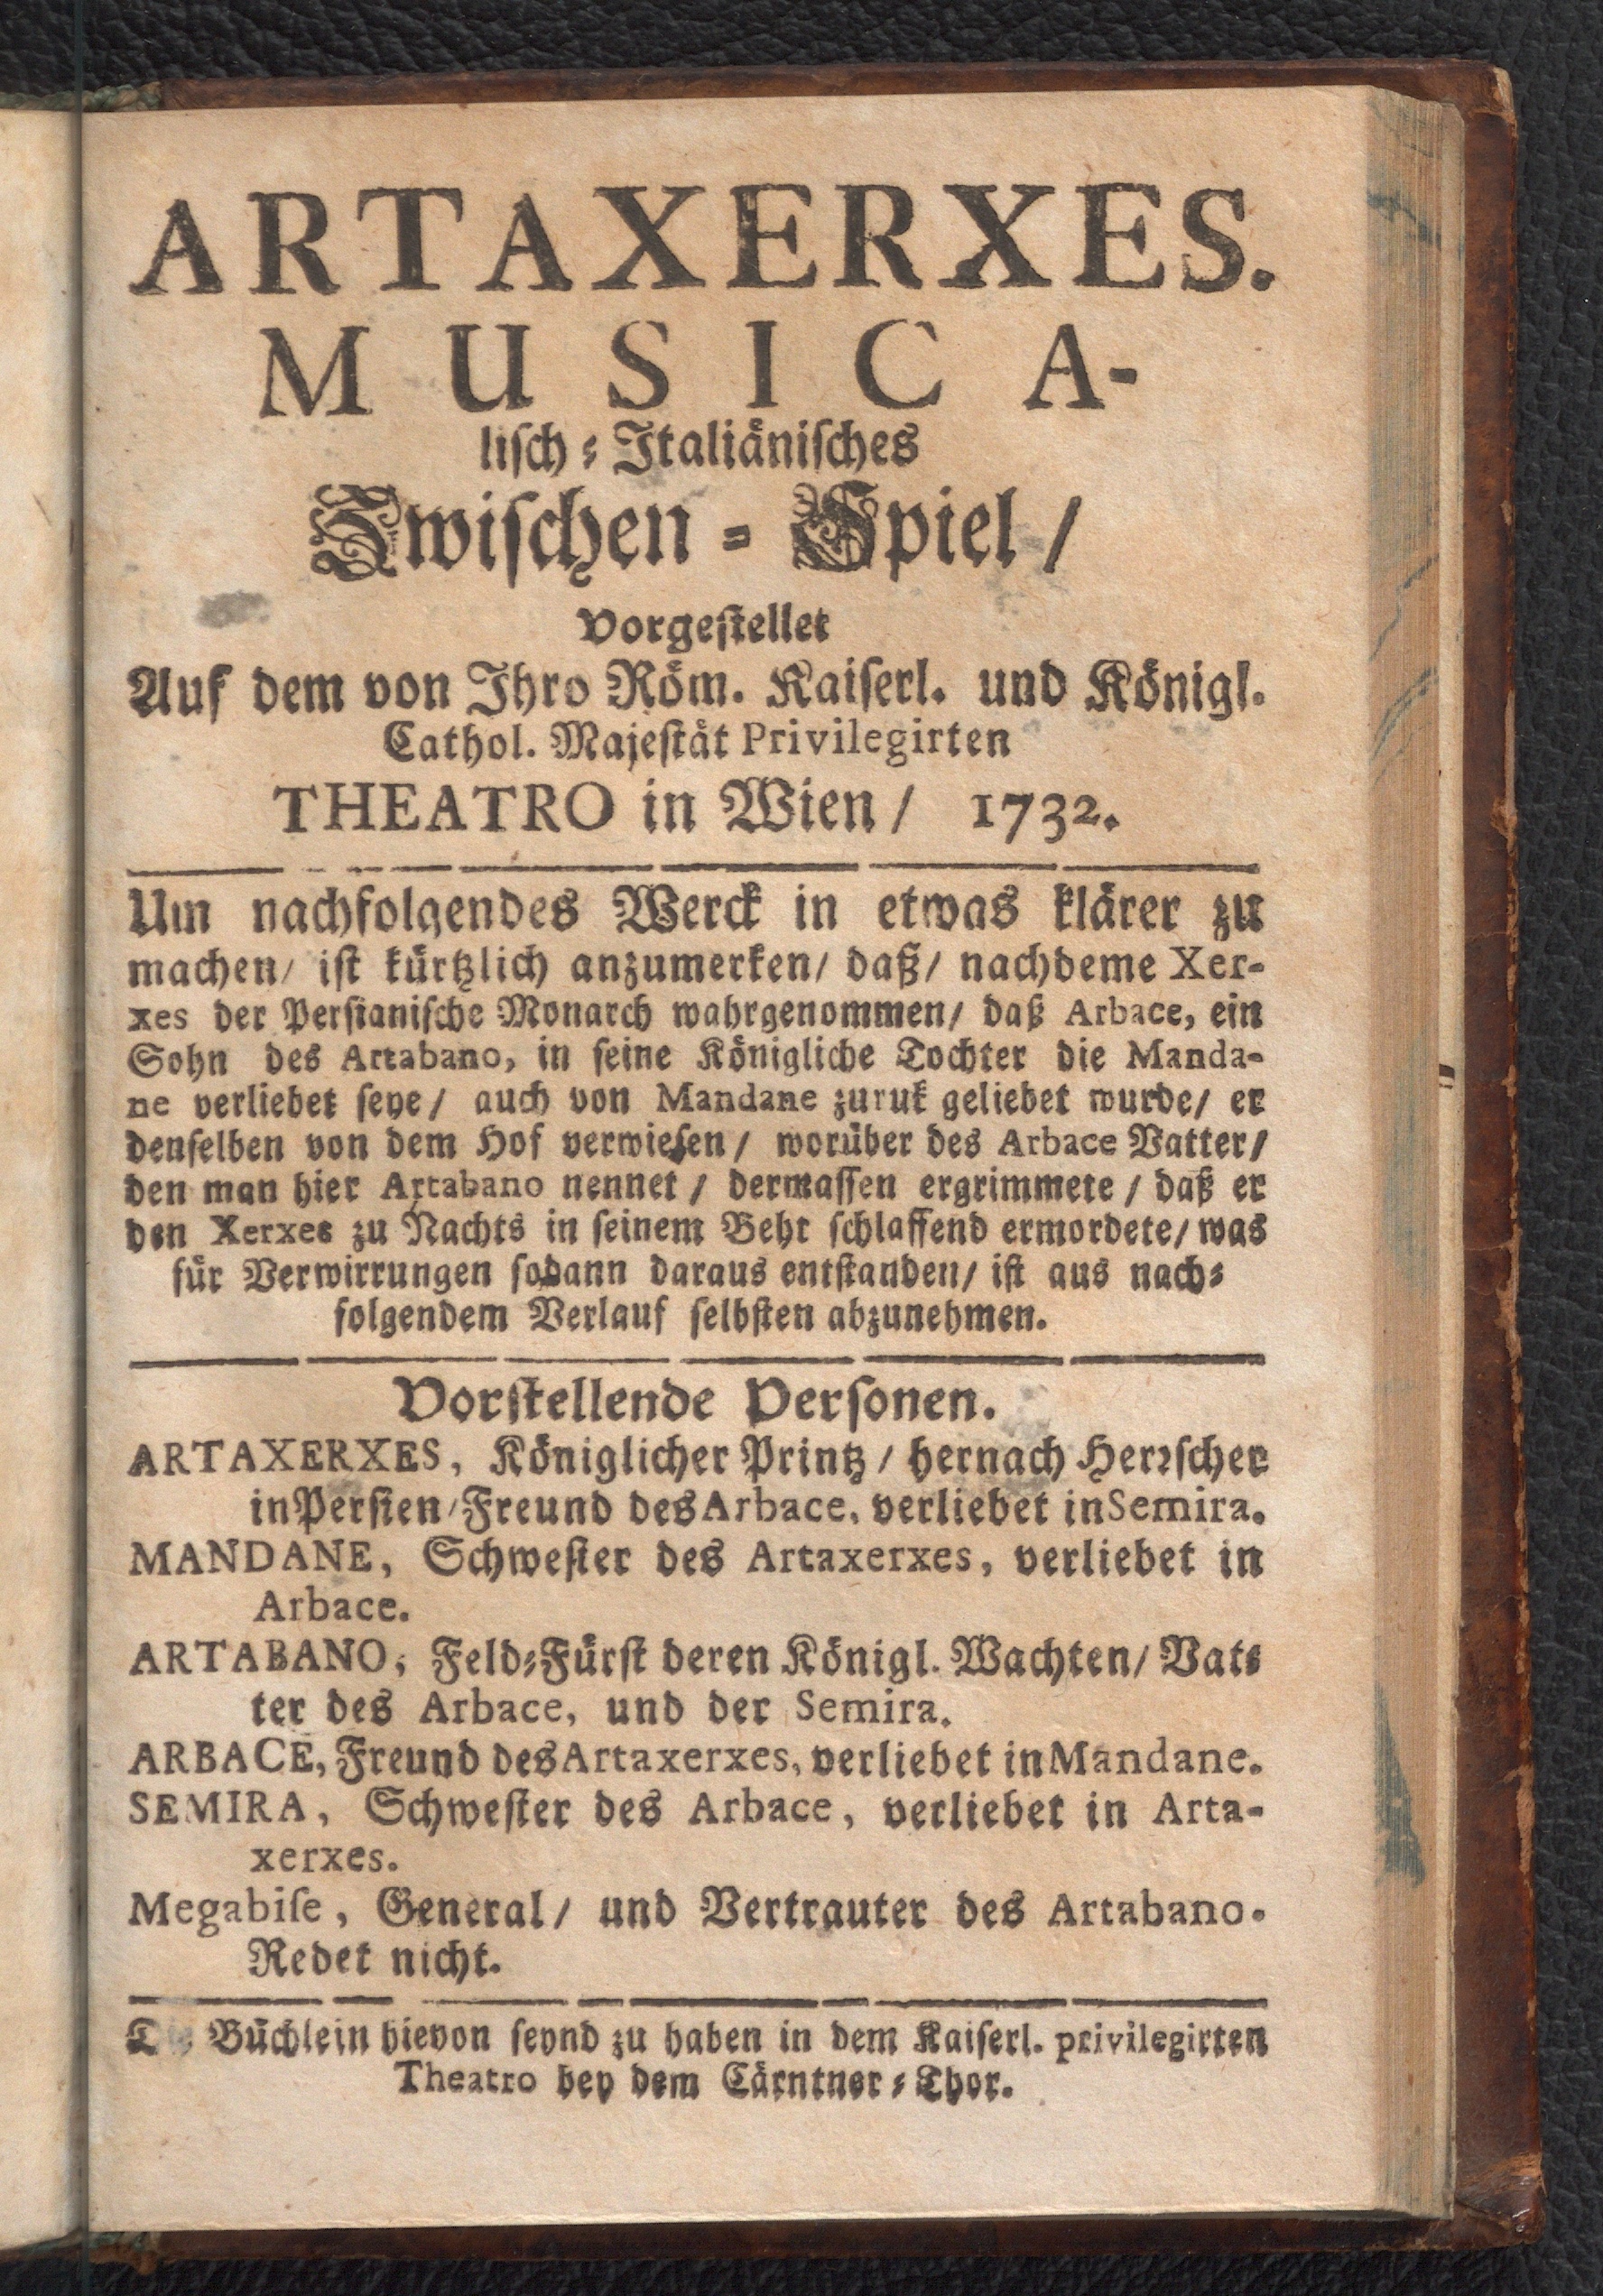 ARTAXERXES.
MUSICA-
lisch-Italiänisches
Zwischen-Spiel /
Vorgestellet
Auf dem von Ihro Röm. Kaiserl. und Königl.
Cathol. Majestät Privilegirten
THEATRO in Wien / 1732.
Um nachfolgendes Werck in etwas klärer zu
machen / ist kürtzlich anzumerken / daß / nachdeme Xer-
xes der Persianische Monarch wahrgenommen / daß Arbace, ein
Sohn des Artabano, in seine Königliche Tochter die Manda-
ne verliebet seye / auch von Mandane zuruk geliebet wurde / er
denselben von dem Hof verwiesen / worüber des Arbace Vatter /
den man hier Artabano nennet / dermassen ergrimmete / daß er
den Xerxes zu Nachts in seinem Beht schlaffend ermordete / was
für Verwirrungen sodann daraus entstanden / ist aus nach-
folgendem Verlauf selbsten abzunehmen.
Vorstellende Personen.
ARTAXERXES, Königlicher Printz / hernach Herrscher
in Persien / Freund des Arbace, verliebet in Semira.
MANDANE, Schwester des Artaxerxes, verliebet in
Arbace.
ARTABANO, Feld-Fürst deren Königl. Wachten / Vat-
ter des Arbace, und der Semira.
ARBACE, Freund des Artaxerxes, verliebet in Mandane.
SEMIRA, Schwester des Arbace, verliebet in Arta-
xerxes.
Megabise, General / und Vertrauter des Artabano.
Redet nicht.
Die Büchlein hievon seynd zu haben in dem Kaiserl. privilegirten
Theatro bey dem Cärntner-Thor.